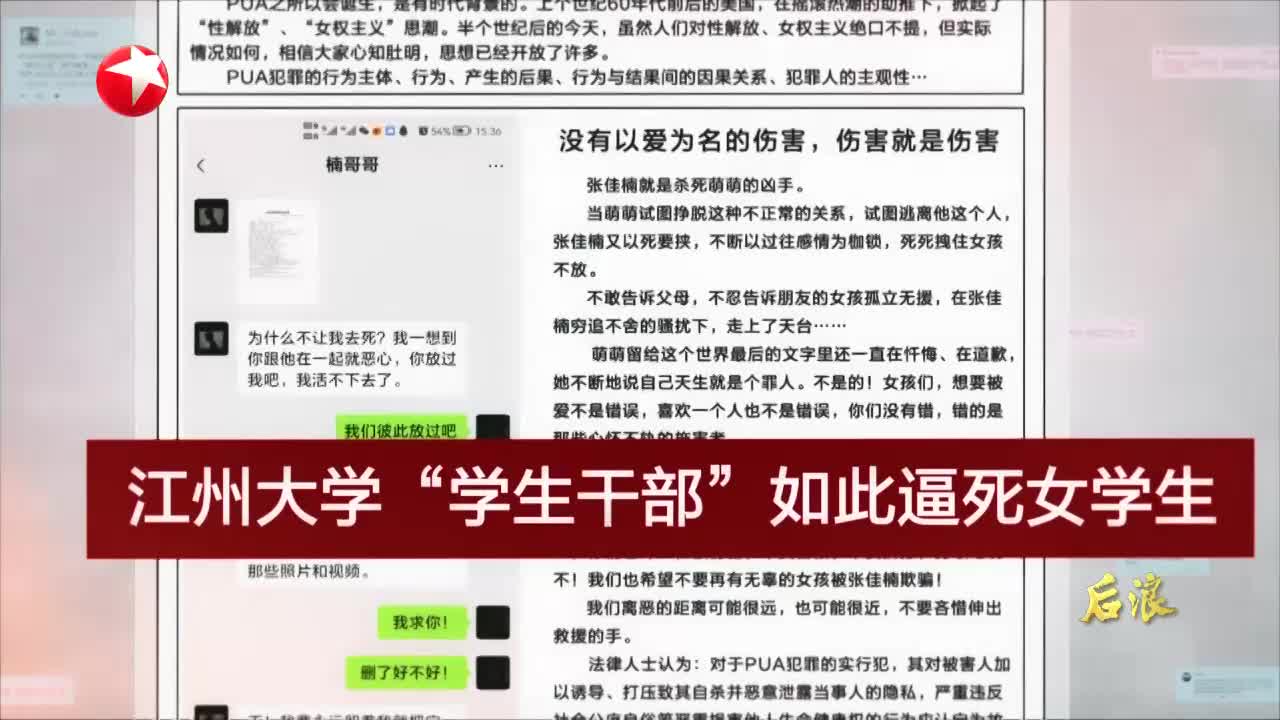 PUA之所以会诞生，是有时代背景的。上个世纪60年代前后的美国，在摇滚热潮的助推下，掀起了
“性解放”、“女权主义”思潮。半个世纪后的今天，虽然人们对性解放、女权主义绝口不提，但实际
情况如何，相信大家心知肚明，思想已经开放了许多。
PUA犯罪的行为主体、行为、产生的后果、行为与结果间的因果关系、犯罪人的主观性…
54% 15:36
楠哥哥
为什么不让我去死？我一想到
你跟他在一起就恶心，你放过
我吧，我活不下去了。
我们彼此放过吧
那些照片和视频。
我求你！
删了好不好！
没有以爱为名的伤害，伤害就是伤害
张佳楠就是杀死萌萌的凶手。
当萌萌试图挣脱这种不正常的关系，试图逃离他这个人，
张佳楠又以死要挟，不断以过往感情为枷锁，死死拽住女孩
不放。
不敢告诉父母，不忍告诉朋友的女孩孤立无援，在张佳
楠穷追不舍的骚扰下，走上了天台……
萌萌留给这个世界最后的文字里还一直在忏悔、在道歉，
她不断地说自己天生就是个罪人。不是的！女孩们，想要被
爱不是错误，喜欢一个人也不是错误，你们没有错，错的是
那些心怀不轨的施害者
江州大学“学生干部”如此逼死女学生
不！我们也希望不要再有无辜的女孩被张佳楠欺骗！
我们离恶的距离可能很远，也可能很近，不要吝惜伸出
救援的手。
法律人士认为：对于PUA犯罪的实行犯，其对被害人加
以诱导、打压致其自杀并恶意泄露当事人的隐私，严重违反
后浪